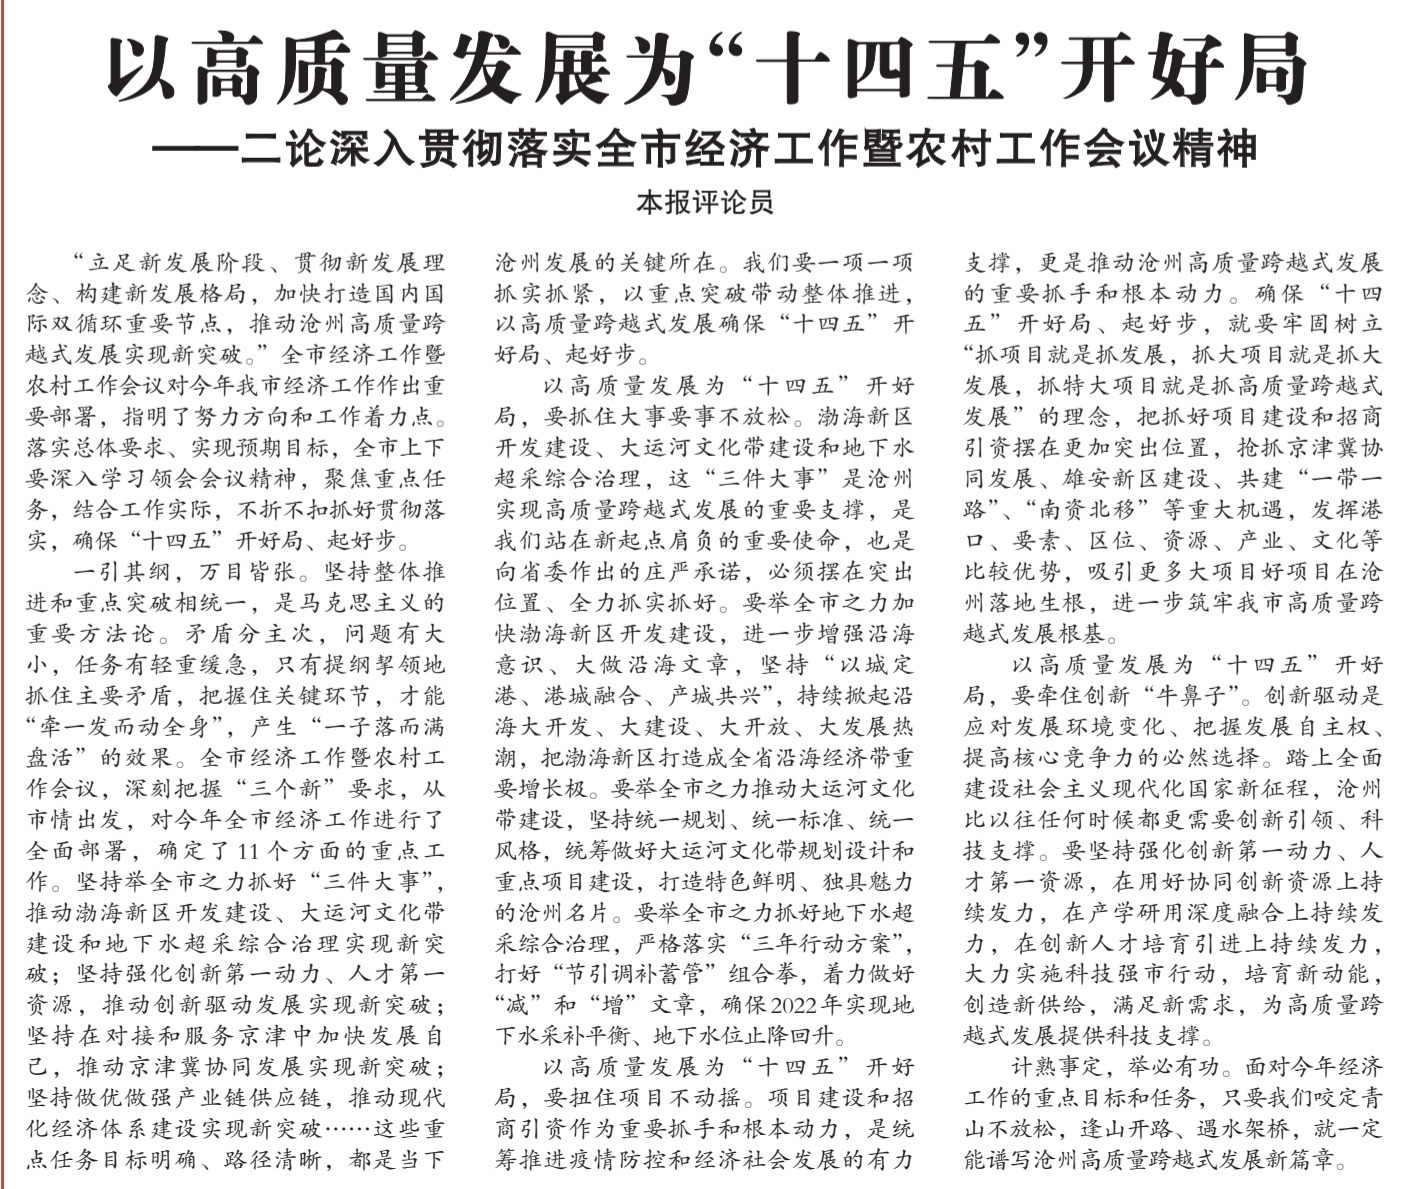 以高质量发展为“十四五”开好局
——二论深入贯彻落实全市经济工作暨农村工作会议精神
本报评论员
“立足新发展阶段、贯彻新发展理
念、构建新发展格局，加快打造国内国
际双循环重要节点，推动沧州高质量跨
越式发展实现新突破。”全市经济工作暨
农村工作会议对今年我市经济工作作出重
要部署，指明了努力方向和工作着力点。
落实总体要求、实现预期目标，全市上下
要深入学习领会会议精神，聚焦重点任
务，结合工作实际，不折不扣抓好贯彻落
实，确保“十四五”开好局、起好步。
一引其纲，万目皆张。坚持整体推
进和重点突破相统一，是马克思主义的
重要方法论。矛盾分主次，问题有大
小，任务有轻重缓急，只有提纲挈领地
抓住主要矛盾，把握住关键环节，才能
“牵一发而动全身”，产生“一子落而满
盘活”的效果。全市经济工作暨农村工
作会议，深刻把握“三个新”要求，从
市情出发，对今年全市经济工作进行了
全面部署，确定了11个方面的重点工
作。坚持举全市之力抓好“三件大事”，
推动渤海新区开发建设、大运河文化带
建设和地下水超采综合治理实现新突
破；坚持强化创新第一动力、人才第一
资源，推动创新驱动发展实现新突破；
坚持在对接和服务京津中加快发展自
己，推动京津冀协同发展实现新突破；
坚持做优做强产业链供应链，推动现代
化经济体系建设实现新突破……这些重
点任务目标明确、路径清晰，都是当下
沧州发展的关键所在。我们要一项一项
抓实抓紧，以重点突破带动整体推进，
以高质量跨越式发展确保“十四五”开
好局、起好步。
以高质量发展为“十四五”开好
局，要抓住大事要事不放松。渤海新区
开发建设、大运河文化带建设和地下水
超采综合治理，这“三件大事”是沧州
实现高质量跨越式发展的重要支撑，是
我们站在新起点肩负的重要使命，也是
向省委作出的庄严承诺，必须摆在突出
位置、全力抓实抓好。要举全市之力加
快渤海新区开发建设，进一步增强沿海
意识、大做沿海文章，坚持“以城定
港、港城融合、产城共兴”，持续掀起沿
海大开发、大建设、大开放、大发展热
潮，把渤海新区打造成全省沿海经济带重
要增长极。要举全市之力推动大运河文化
带建设，坚持统一规划、统一标准、统一
风格，统筹做好大运河文化带规划设计和
重点项目建设，打造特色鲜明、独具魅力
的沧州名片。要举全市之力抓好地下水超
采综合治理，严格落实“三年行动方案”，
打好“节引调补蓄管”组合拳，着力做好
“减”和“增”文章，确保2022年实现地
下水采补平衡、地下水位止降回升。
以高质量发展为“十四五”开好
局，要扭住项目不动摇。项目建设和招
商引资作为重要抓手和根本动力，是统
筹推进疫情防控和经济社会发展的有力
支撑，更是推动沧州高质量跨越式发展
的重要抓手和根本动力。确保“十四
五”开好局、起好步，就要牢固树立
“抓项目就是抓发展，抓大项目就是抓大
发展，抓特大项目就是抓高质量跨越式
发展”的理念，把抓好项目建设和招商
引资摆在更加突出位置，抢抓京津冀协
同发展、雄安新区建设、共建“一带一
路”、“南资北移”等重大机遇，发挥港
口、要素、区位、资源、产业、文化等
比较优势，吸引更多大项目好项目在沧
州落地生根，进一步筑牢我市高质量跨
越式发展根基。
以高质量发展为“十四五”开好
局，要牵住创新“牛鼻子”。创新驱动是
应对发展环境变化、把握发展自主权、
提高核心竞争力的必然选择。踏上全面
建设社会主义现代化国家新征程，沧州
比以往任何时候都更需要创新引领、科
技支撑。要坚持强化创新第一动力、人
才第一资源，在用好协同创新资源上持
续发力，在产学研用深度融合上持续发
力，在创新人才培育引进上持续发力，
大力实施科技强市行动，培育新动能，
创造新供给，满足新需求，为高质量跨
越式发展提供科技支撑。
计熟事定，举必有功。面对今年经济
工作的重点目标和任务，只要我们咬定青
山不放松，逢山开路、遇水架桥，就一定
能谱写沧州高质量跨越式发展新篇章。